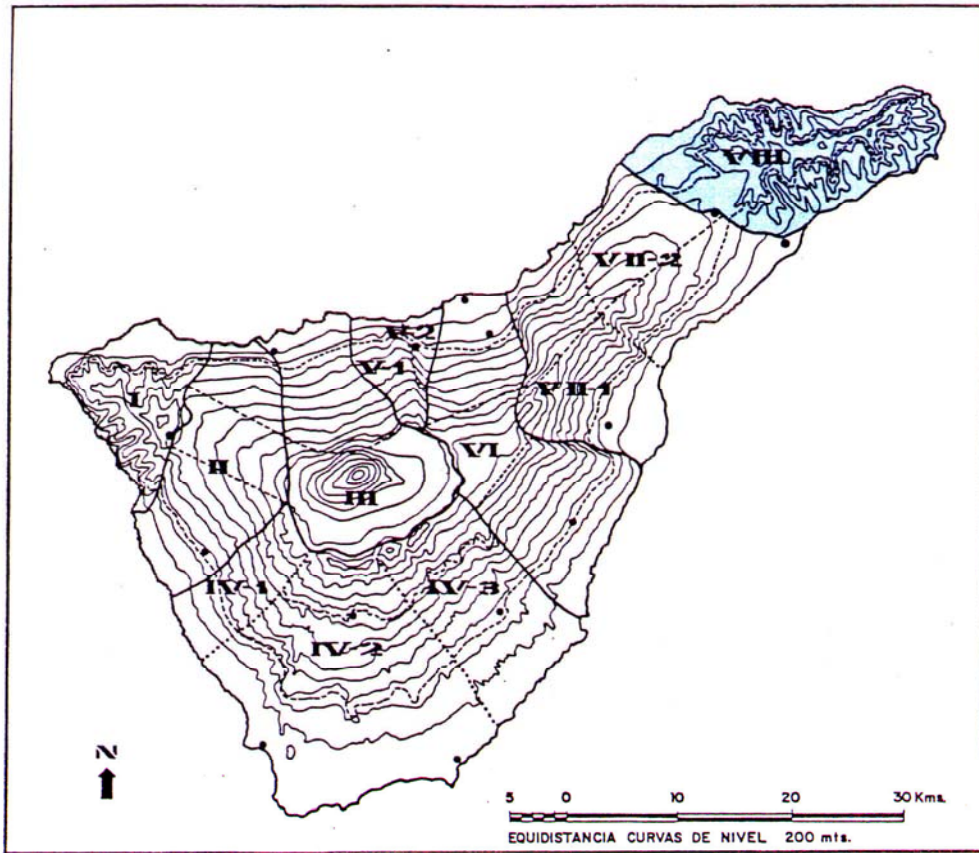 VIII
VII-2
V-2
V-1
I
VII-1
II
VI
III
IV-1
IV-3
IV-2
N
5 0 10 20 30 Kms.
EQUIDISTANCIA CURVAS DE NIVEL 200 mts.